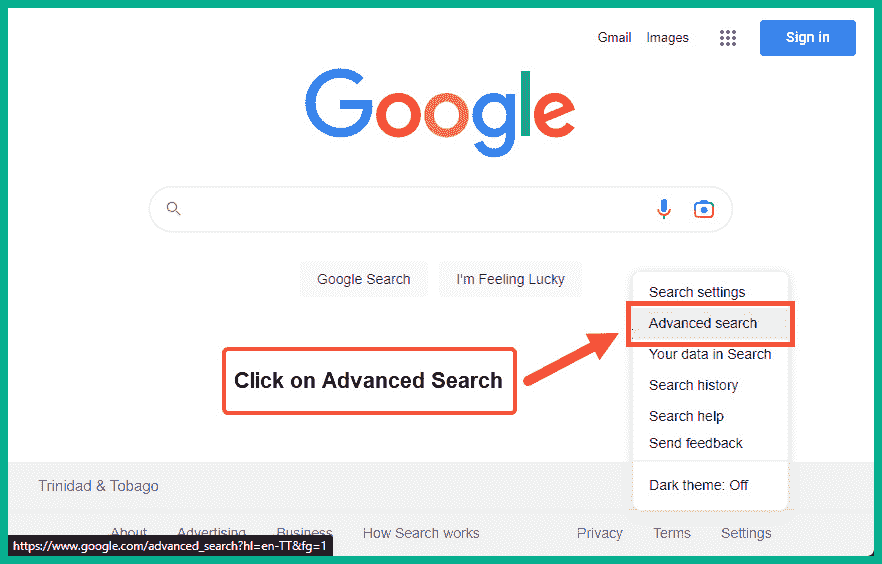 Gmail Images Sign in
Google
Google Search I'm Feeling Lucky
Search settings
Advanced search
Your data in Search
Search history
Search help
Send feedback
Dark theme: Off
Click on Advanced Search
Trinidad & Tobago
About Advertising Business How Search works Privacy Terms Settings
https://www.google.com/advanced_search?hl=en-TT&fg=1